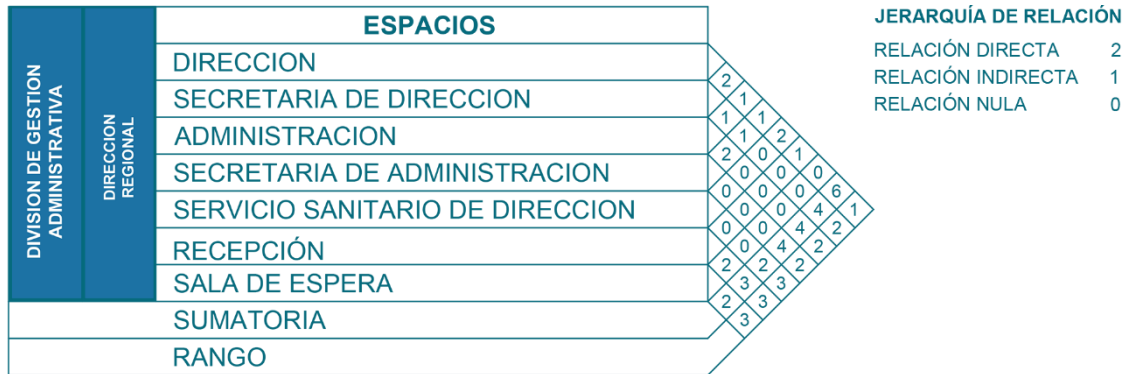 ESPACIOS
DIRECCION
SECRETARIA DE DIRECCION
ADMINISTRACION
SECRETARIA DE ADMINISTRACION
SERVICIO SANITARIO DE DIRECCION
RECEPCIÓN
SALA DE ESPERA
SUMATORIA
RANGO
DIVISION DE GESTION
ADMINISTRATIVA
DIRECCION
REGIONAL
2
1
1 1
1 2
2 0 1
0 0 0
0 0 0 6
0 0 4 1
0 0 4 2
0 4 2
2 2 2
3 3
2 3
3
JERARQUÍA DE RELACIÓN
RELACIÓN DIRECTA 2
RELACIÓN INDIRECTA 1
RELACIÓN NULA 0